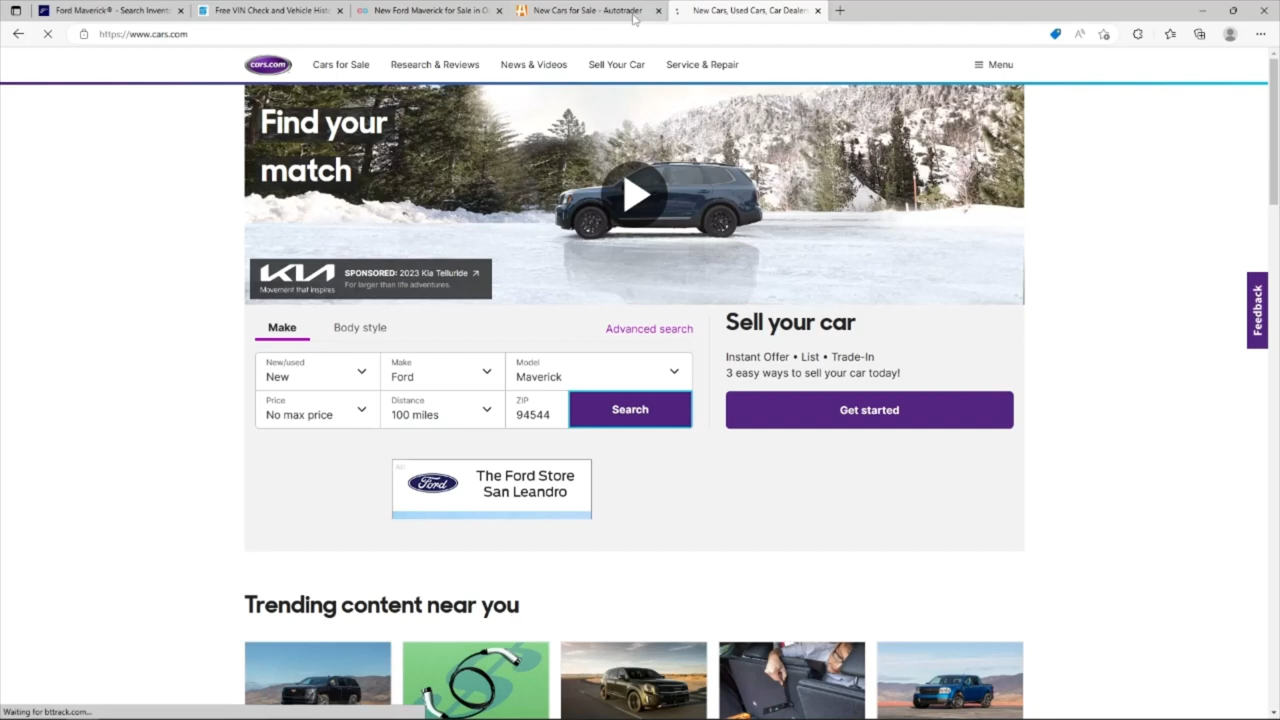 Ford Maverick® - Search Invent
Free VIN Check and Vehicle Hist
New Ford Maverick for Sale in O
New Cars for Sale - Autotrader
New Cars, Used Cars, Car Dealer
https://www.cars.com
cars.com
Cars for Sale
Research & Reviews
News & Videos
Sell Your Car
Service & Repair
Menu
Find your
match
KIA
Movement that inspires
SPONSORED: 2023 Kia Telluride
For larger than life adventures.
Feedback
Make
Body style
Advanced search
New/used
New
Make
Ford
Model
Maverick
Price
No max price
Distance
100 miles
ZIP
94544
Search
Sell your car
Instant Offer • List • Trade-In
3 easy ways to sell your car today!
Get started
Ad
Ford
The Ford Store
San Leandro
Trending content near you
Waiting for bttrack.com...